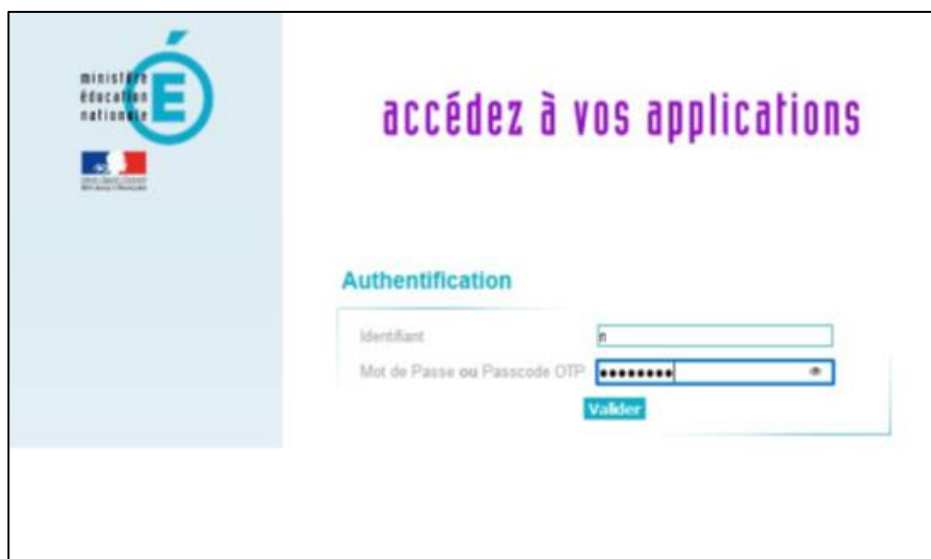 ministère
éducation
nationale
É
accédez à vos applications
Authentification
Identifiant
n
Mot de Passe ou Passcode OTP
••••••••
Valider